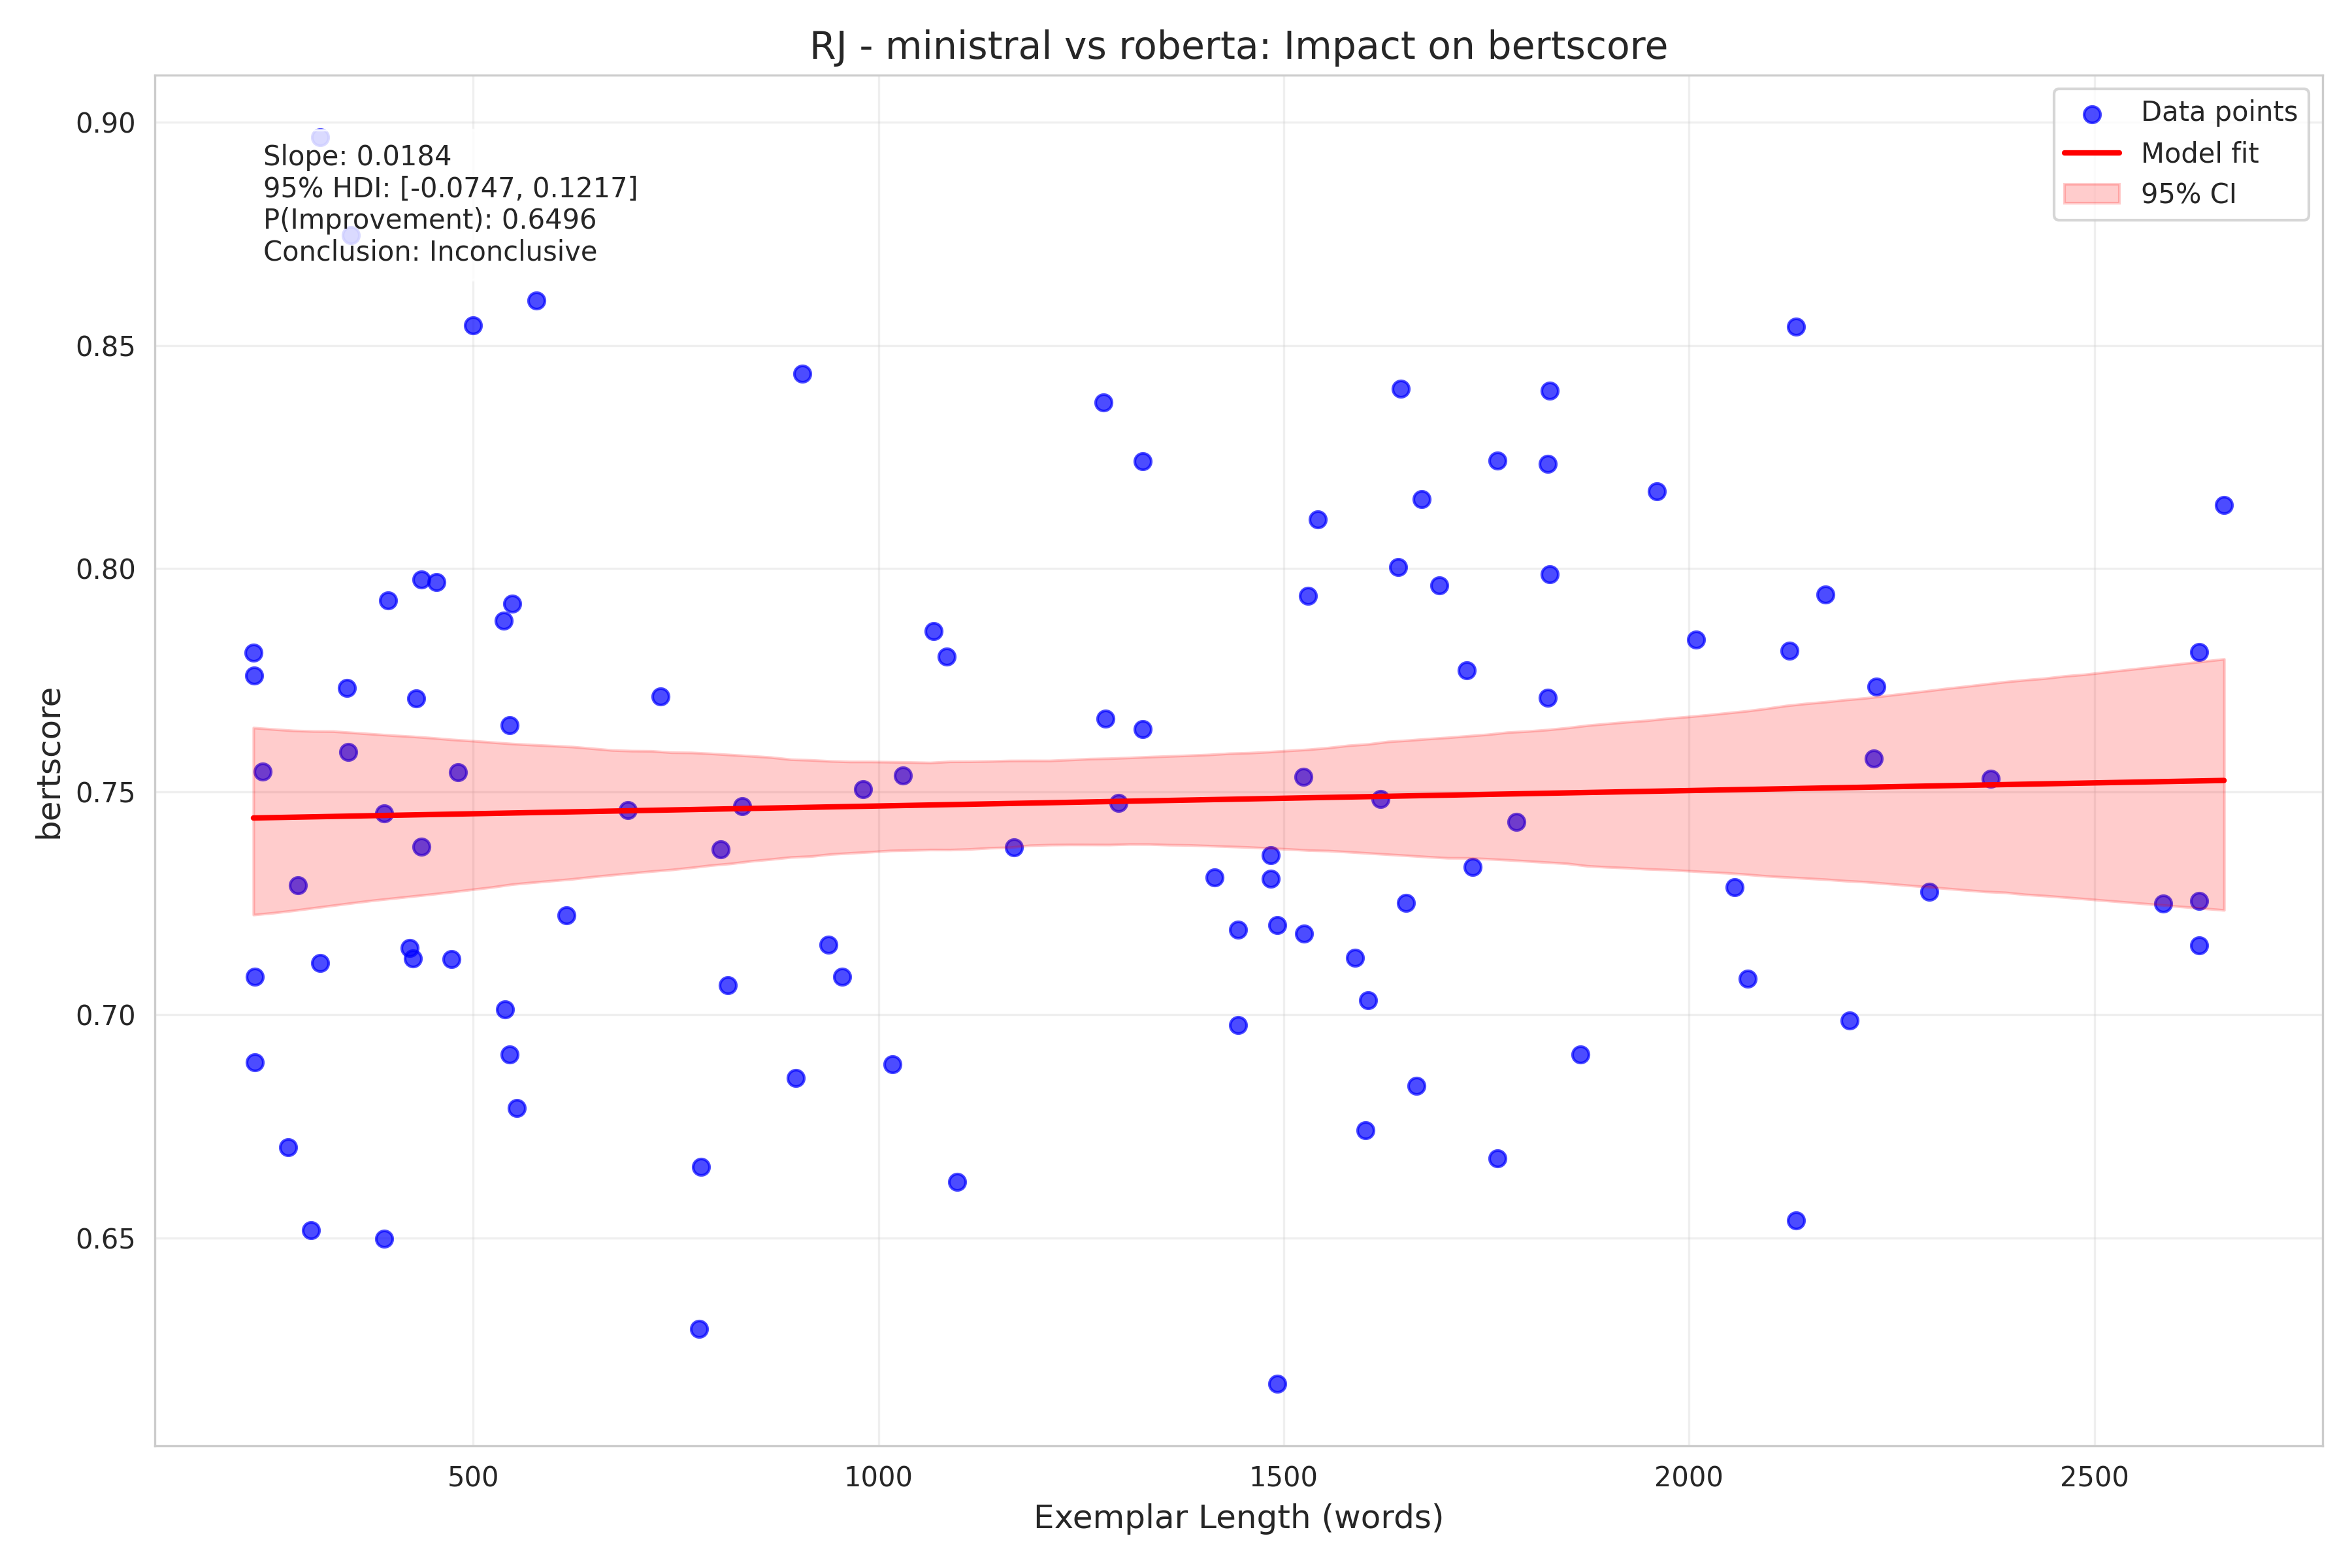 RJ - ministral vs roberta: Impact on bertscore
Data points
Model fit
95% CI
Slope: 0.0184
95% HDI: [-0.0747, 0.1217]
P(Improvement): 0.6496
Conclusion: Inconclusive
bertscore
0.90
0.85
0.80
0.75
0.70
0.65
500
1000
1500
2000
2500
Exemplar Length (words)